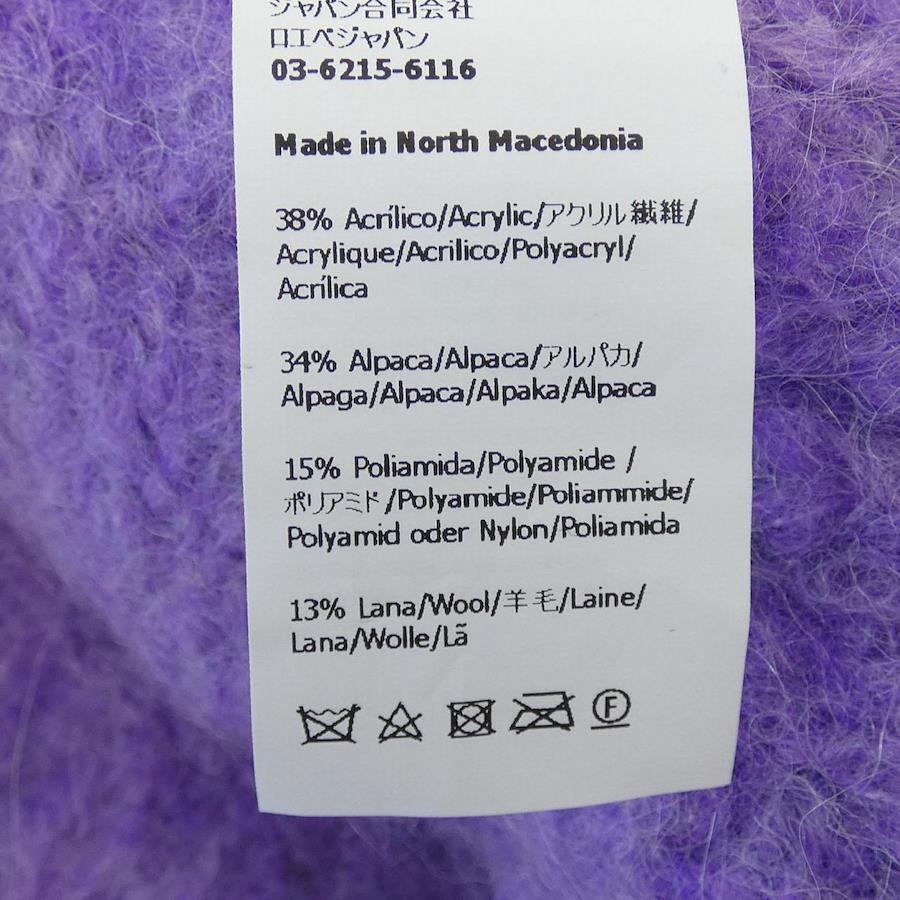 ジャパン合同会社
ロエベジャパン
03-6215-6116
Made in North Macedonia
38% Acrílico/Acrylic/アクリル繊維/
Acrylique/Acrilico/Polyacryl/
Acrílica
34% Alpaca/Alpaca/アルパカ/
Alpaga/Alpaca/Alpaka/Alpaca
15% Poliamida/Polyamide /
ポリアミド/Polyamide/Poliammide/
Polyamid oder Nylon/Poliamida
13% Lana/Wool/羊毛/Laine/
Lana/Wolle/Lã
F